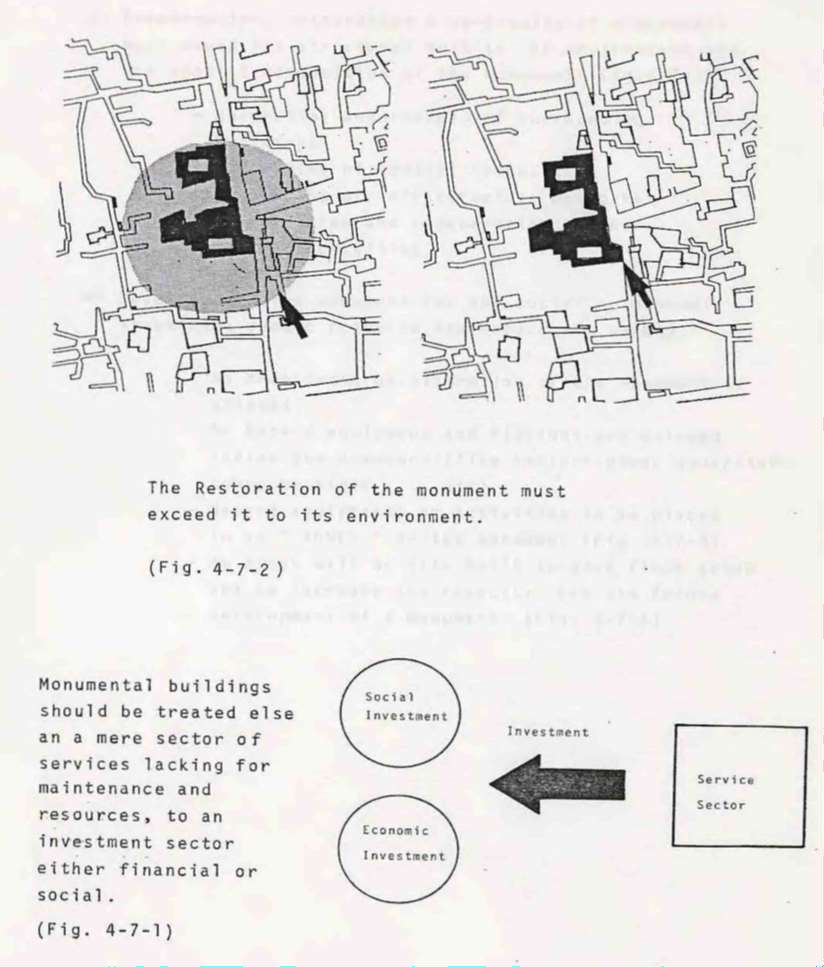 The Restoration of the monument must
exceed it to its environment.
(Fig. 4-7-2)
Monumental buildings
should be treated else
an a mere sector of
services lacking for
maintenance and
resources, to an
investment sector
either financial or
social.
(Fig. 4-7-1)
Social
Investment
Economic
Investment
Investment
Service
Sector